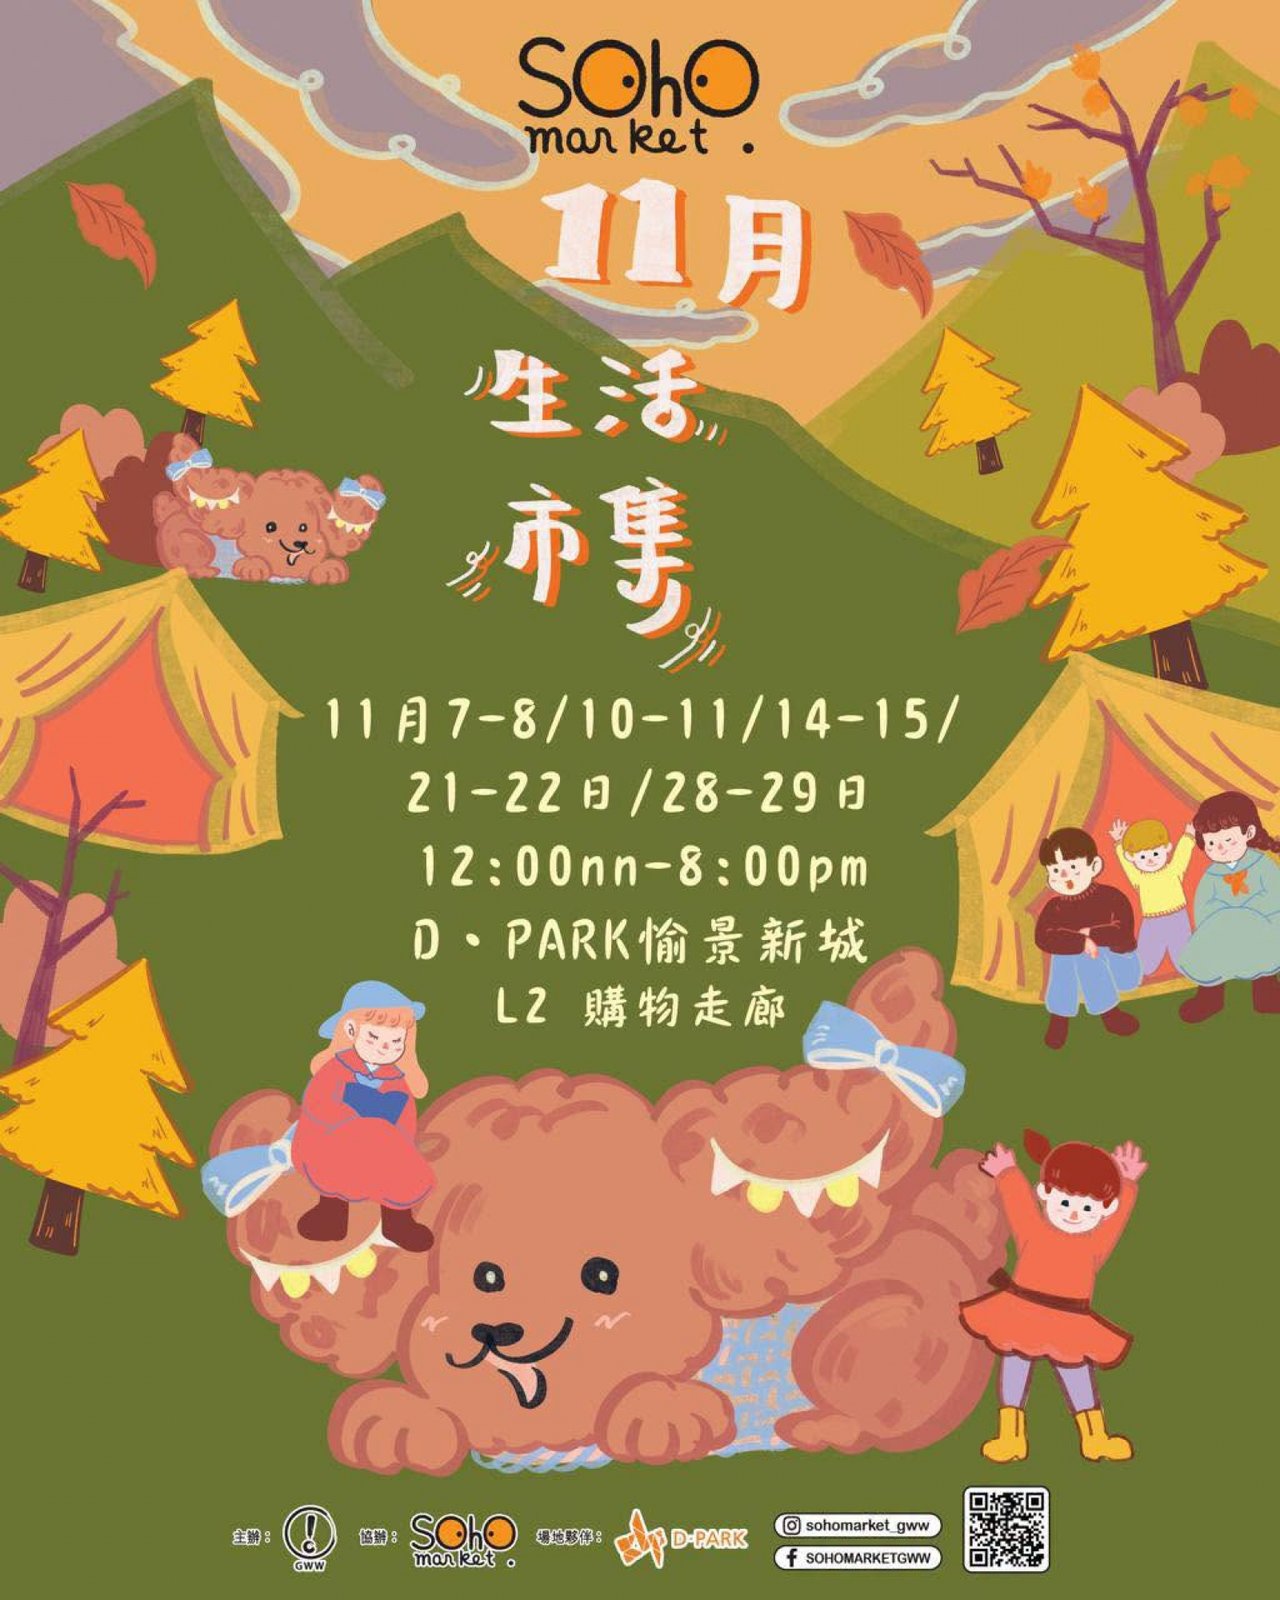 SOhO
market.
11月
生活
市集
11月7-8/10-11/14-15/
21-22日/28-29日
12:00nn-8:00pm
D·PARK愉景新城
L2 購物走廊
主辦: GWW 協辦: SOhO market. 場地夥伴: D·PARK
sohomarket_gww
SOHOMARKETGWW